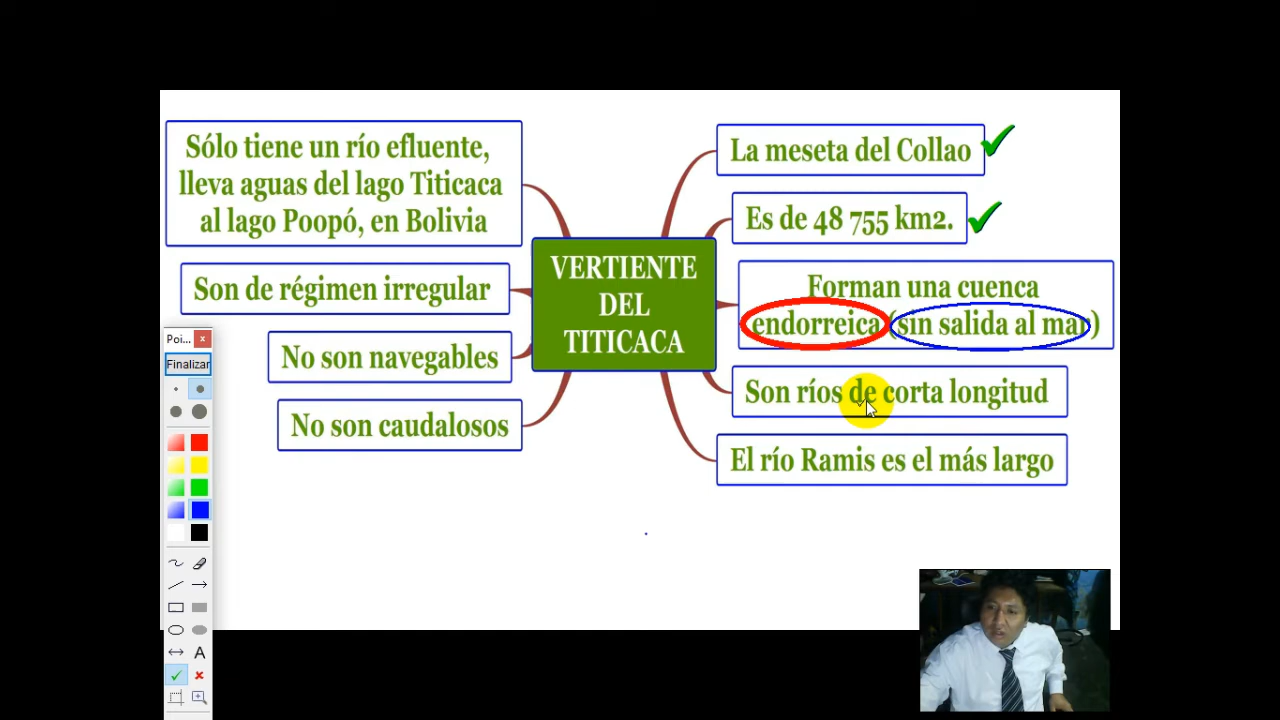 Sólo tiene un río efluente,
lleva aguas del lago Titicaca
al lago Poopó, en Bolivia
Son de régimen irregular
No son navegables
No son caudalosos
VERTIENTE
DEL
TITICACA
La meseta del Collao
Es de 48 755 km2.
Forman una cuenca
endorreica (sin salida al mar)
Son ríos de corta longitud
El río Ramis es el más largo
Poi...
Finalizar
A